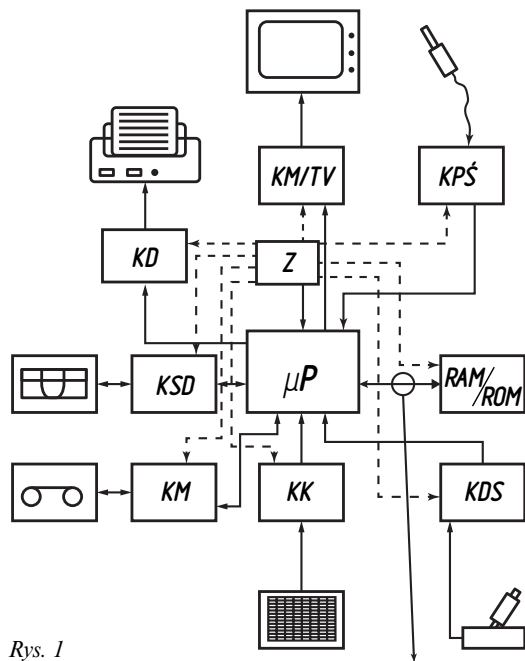 KM/TV
KPŚ
KD
Z
KSD
μP
RAM/
/ROM
KM
KK
KDS
Rys. 1